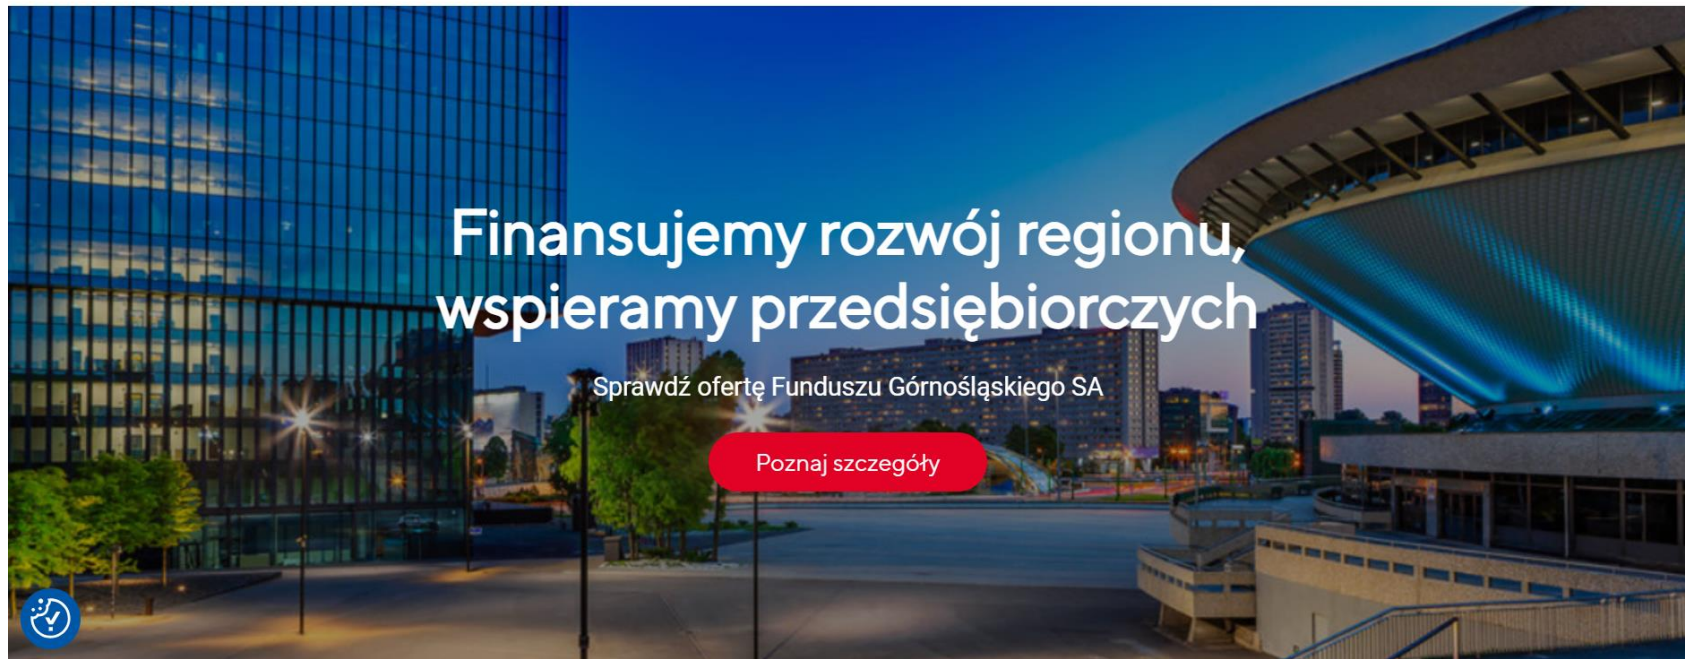 Finansujemy rozwój regionu,
wspieramy przedsiębiorczych
Sprawdź ofertę Funduszu Górnośląskiego SA
Poznaj szczegóły